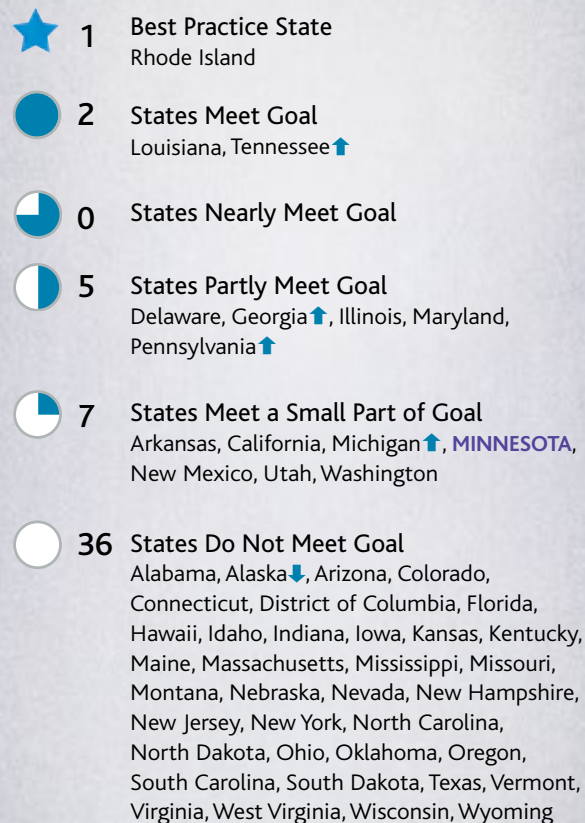 1 Best Practice State
Rhode Island
2 States Meet Goal
Louisiana, Tennessee⬆
0 States Nearly Meet Goal
5 States Partly Meet Goal
Delaware, Georgia⬆, Illinois, Maryland,
Pennsylvania⬆
7 States Meet a Small Part of Goal
Arkansas, California, Michigan⬆, MINNESOTA,
New Mexico, Utah, Washington
36 States Do Not Meet Goal
Alabama, Alaska⬇, Arizona, Colorado,
Connecticut, District of Columbia, Florida,
Hawaii, Idaho, Indiana, Iowa, Kansas, Kentucky,
Maine, Massachusetts, Mississippi, Missouri,
Montana, Nebraska, Nevada, New Hampshire,
New Jersey, New York, North Carolina,
North Dakota, Ohio, Oklahoma, Oregon,
South Carolina, South Dakota, Texas, Vermont,
Virginia, West Virginia, Wisconsin, Wyoming